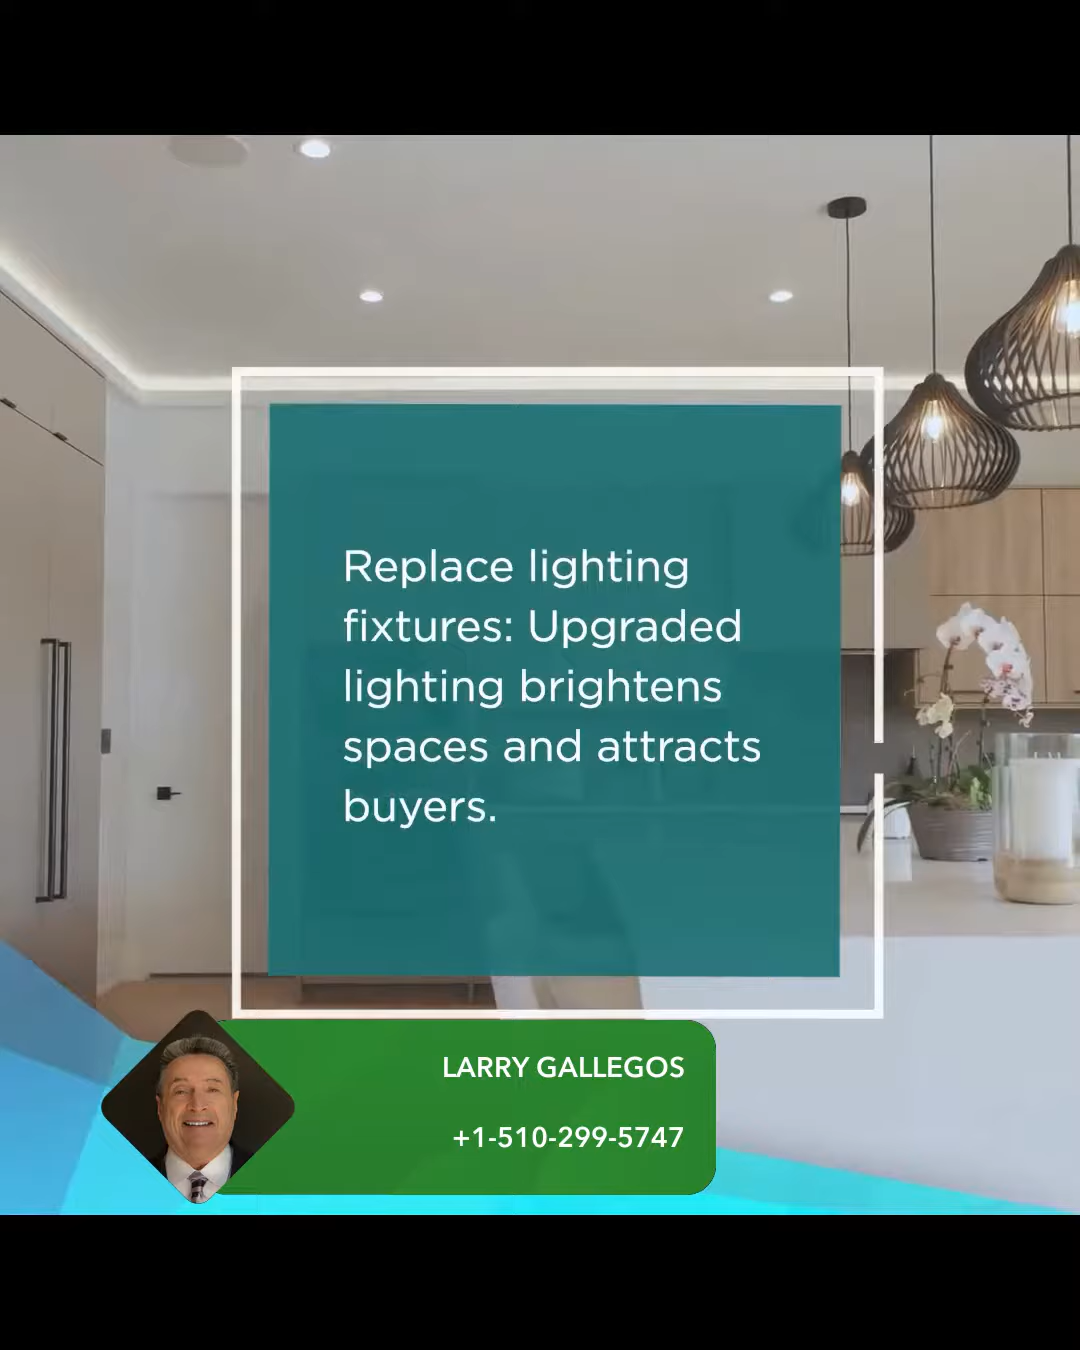 Replace lighting
fixtures: Upgraded
lighting brightens
spaces and attracts
buyers.
LARRY GALLEGOS
+1-510-299-5747